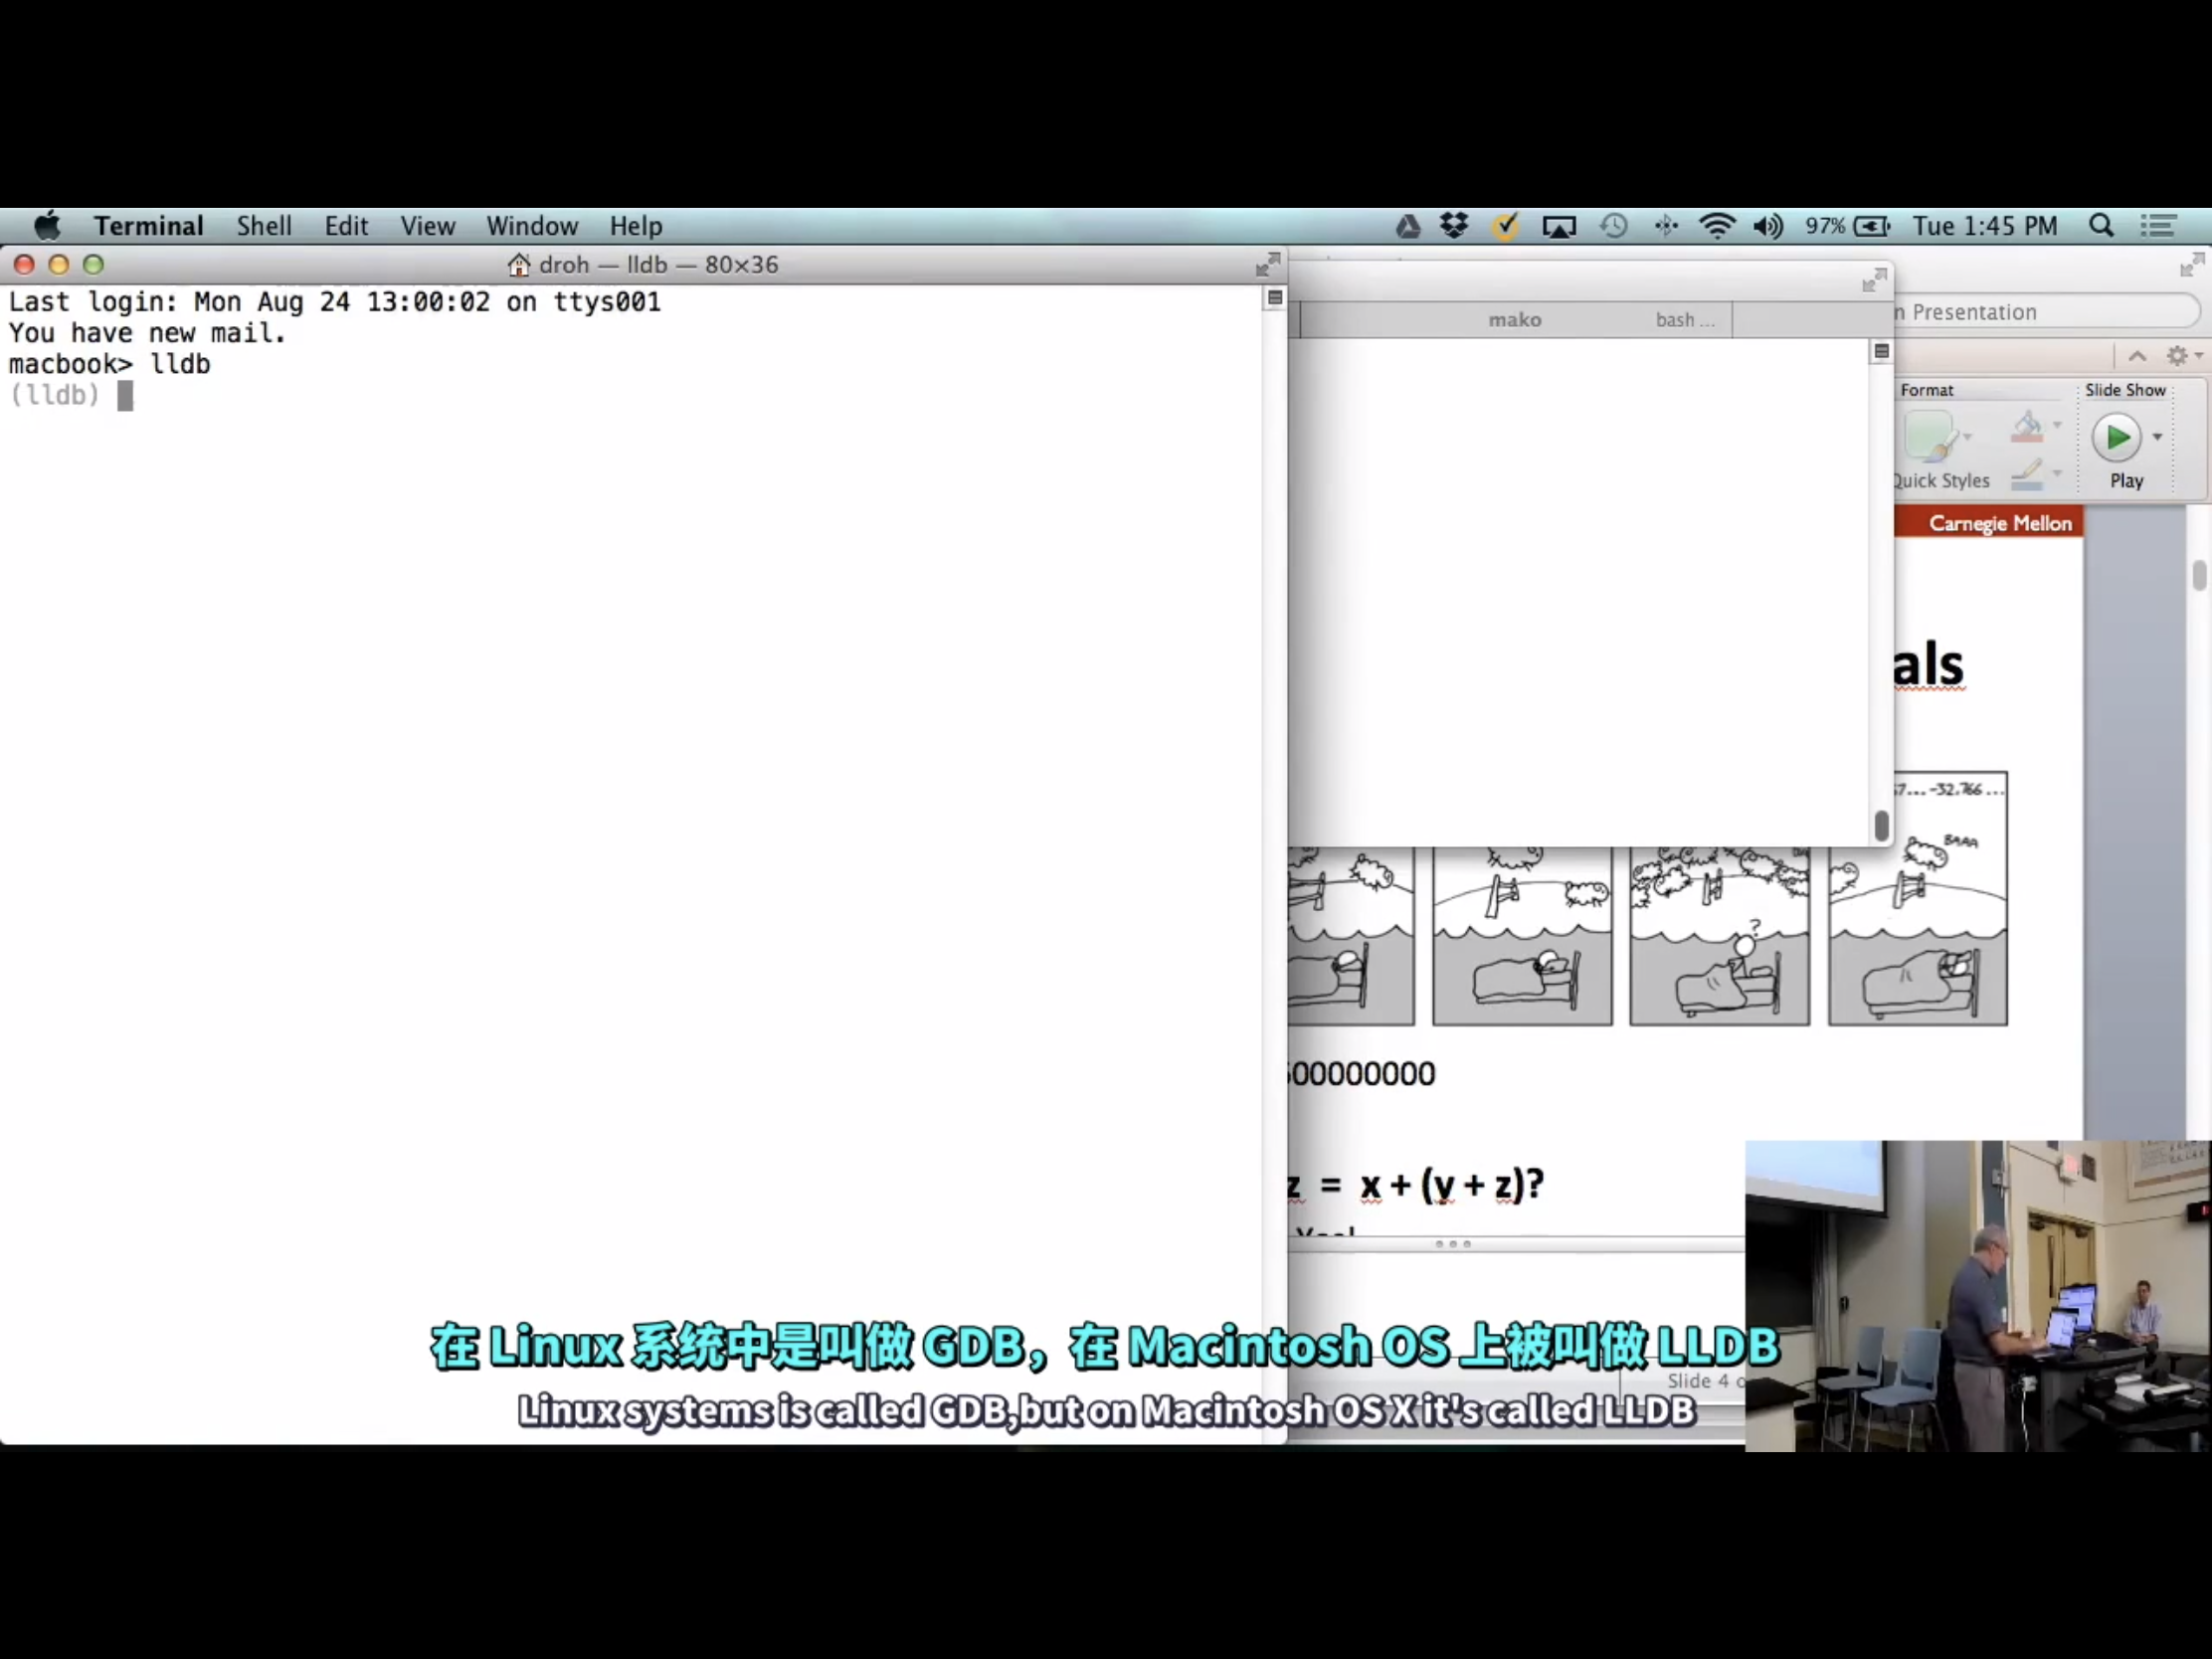 Terminal Shell Edit View Window Help 97% Tue 1:45 PM
droh — lldb — 80×36
Last login: Mon Aug 24 13:00:02 on ttys001
You have new mail.
macbook> lldb
(lldb)
mako bash ...
n Presentation
Format Slide Show
Quick Styles Play
Carnegie Mellon
als
7... -32,766 ...
BAAA
?
00000000
z = x + (y + z)?
Slide 4 o
在 Linux 系统中是叫做 GDB，在 Macintosh OS 上被叫做 LLDB
Linux systems is called GDB,but on Macintosh OS X it's called LLDB